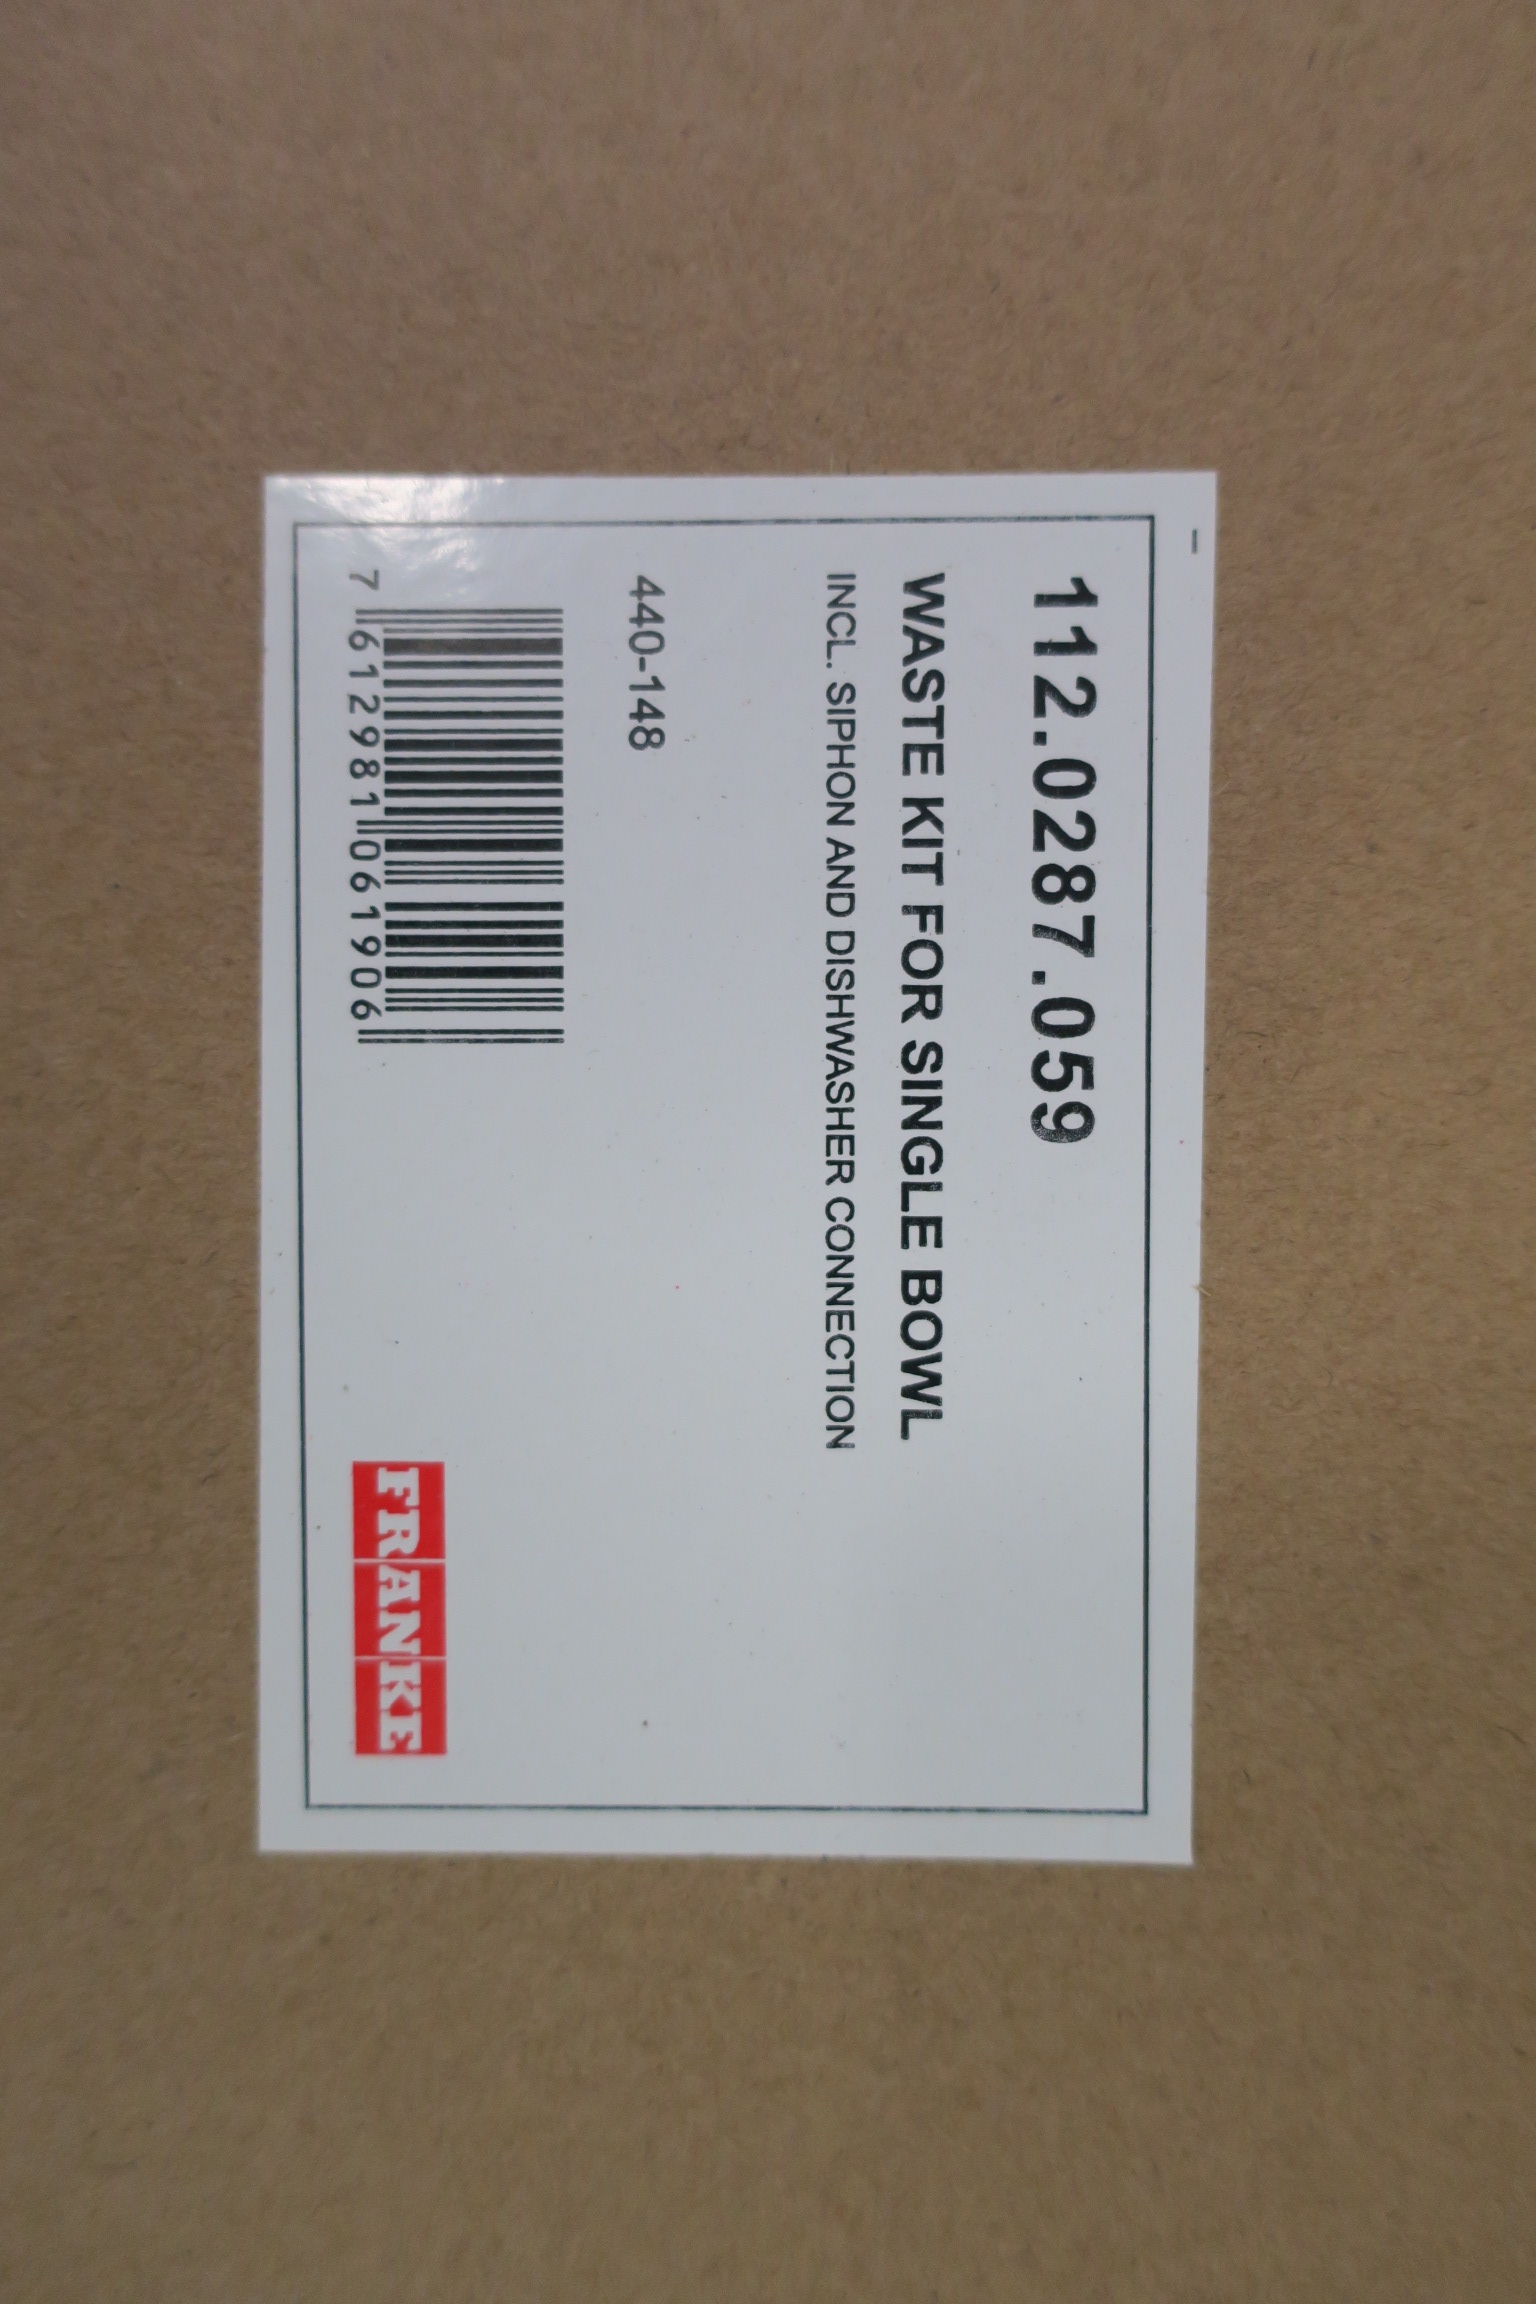 112.0287.059
WASTE KIT FOR SINGLE BOWL
INCL. SIPHON AND DISHWASHER CONNECTION
440-148
7 612981 061906
FRANKE